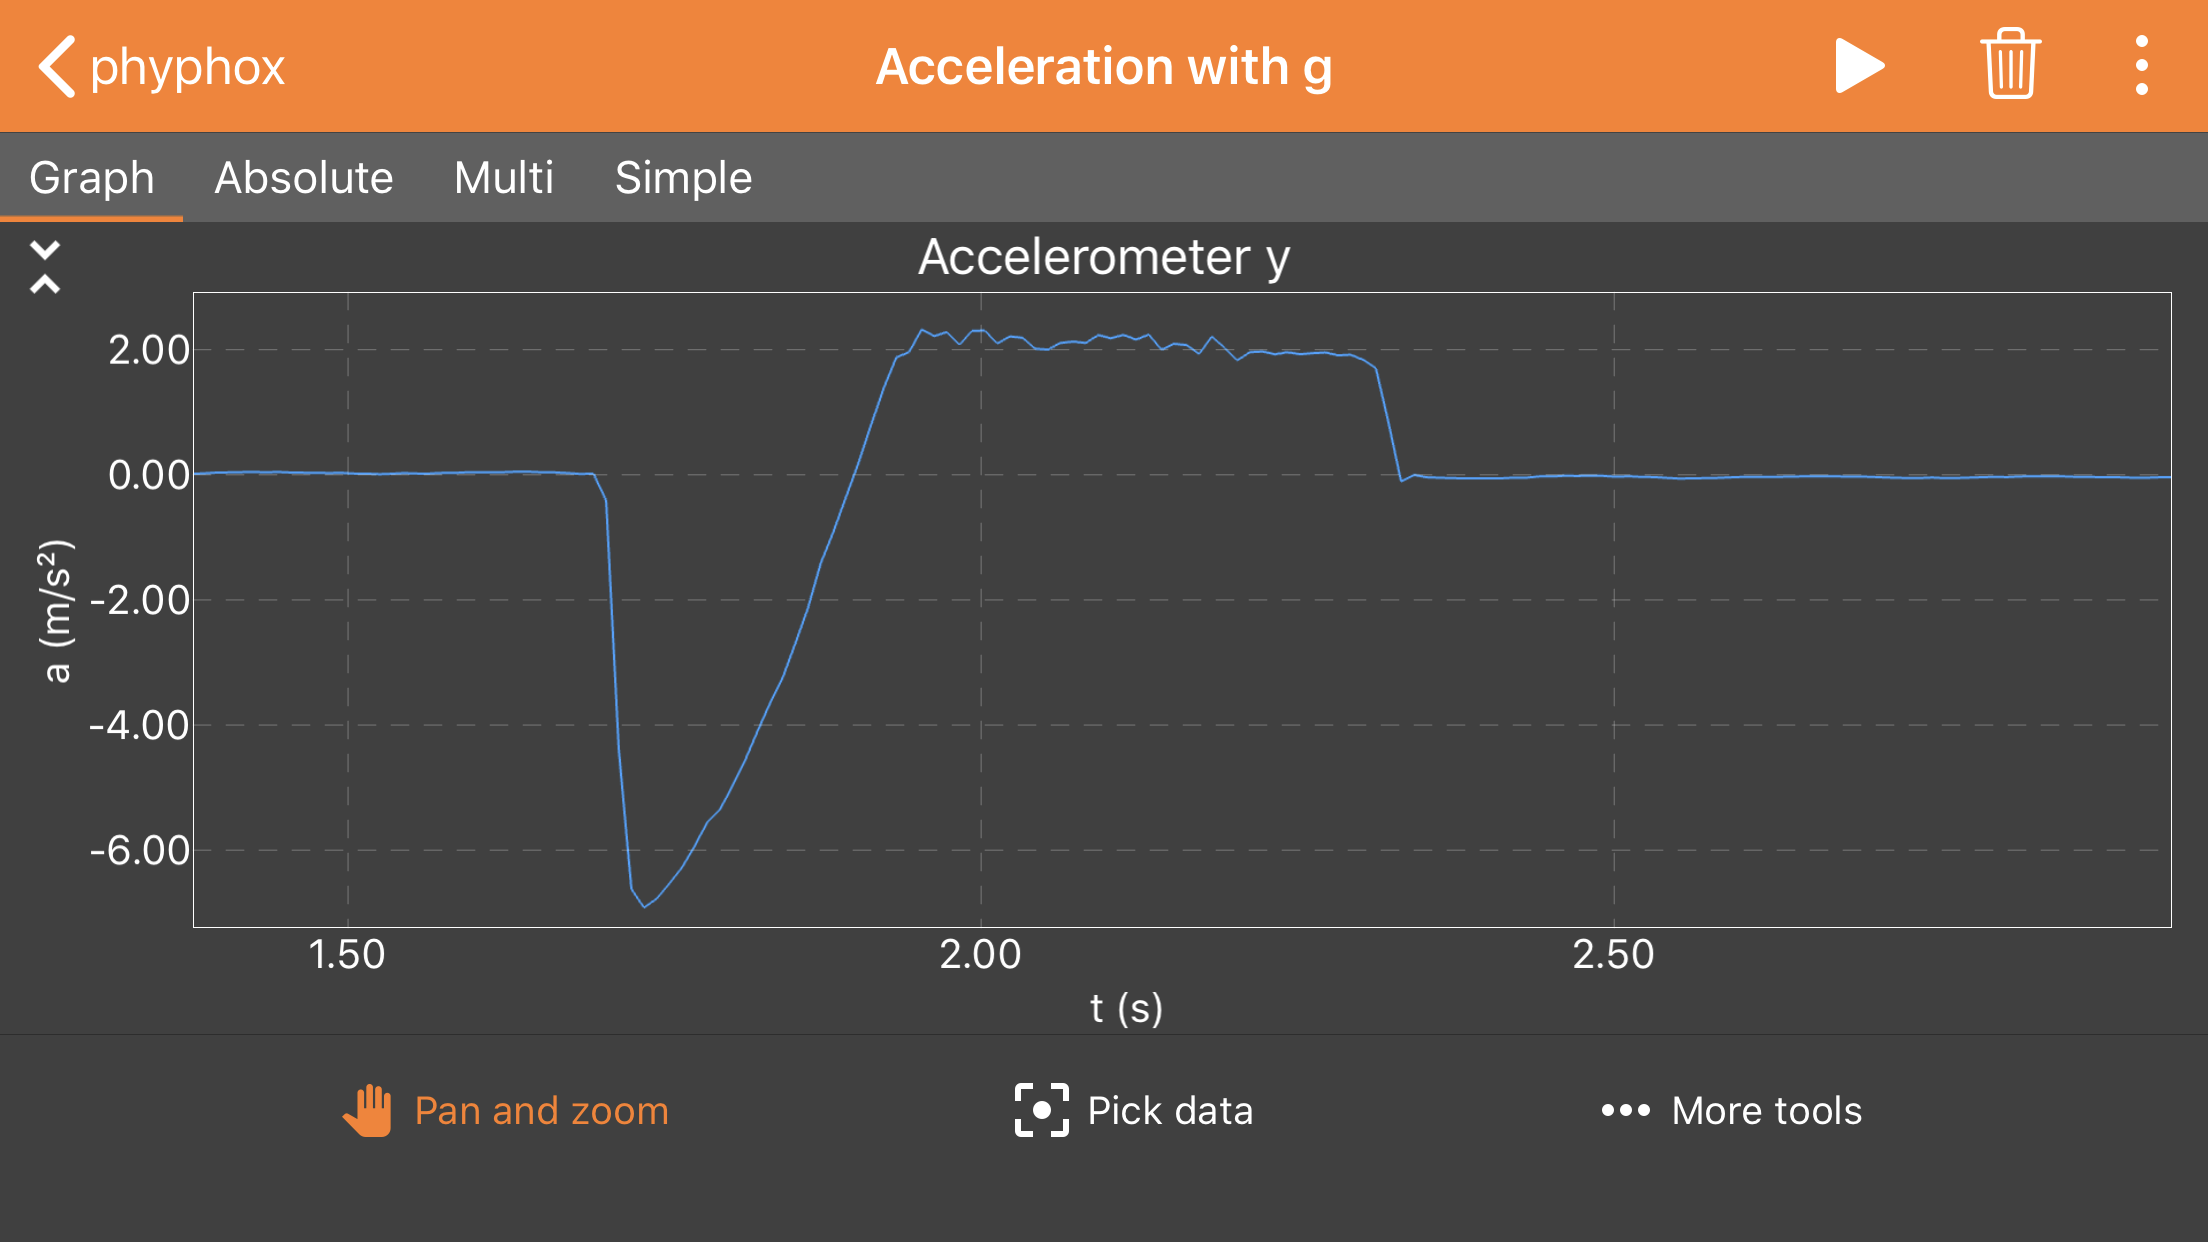 phyphox
Acceleration with g
Graph Absolute Multi Simple
Accelerometer y
2.00
0.00
-2.00
-4.00
-6.00
a (m/s²)
1.50 2.00 2.50
t (s)
Pan and zoom
Pick data
More tools